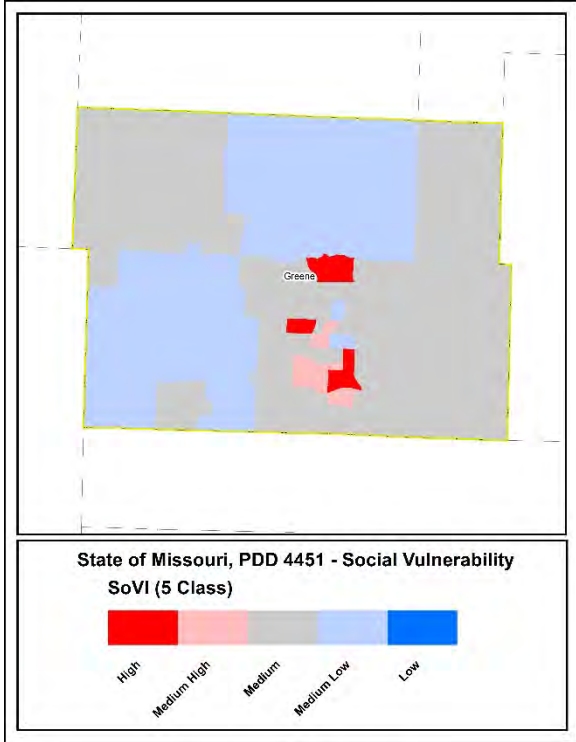 Greene
State of Missouri, PDD 4451 - Social Vulnerability
SoVI (5 Class)
High
Medium High
Medium
Medium Low
Low